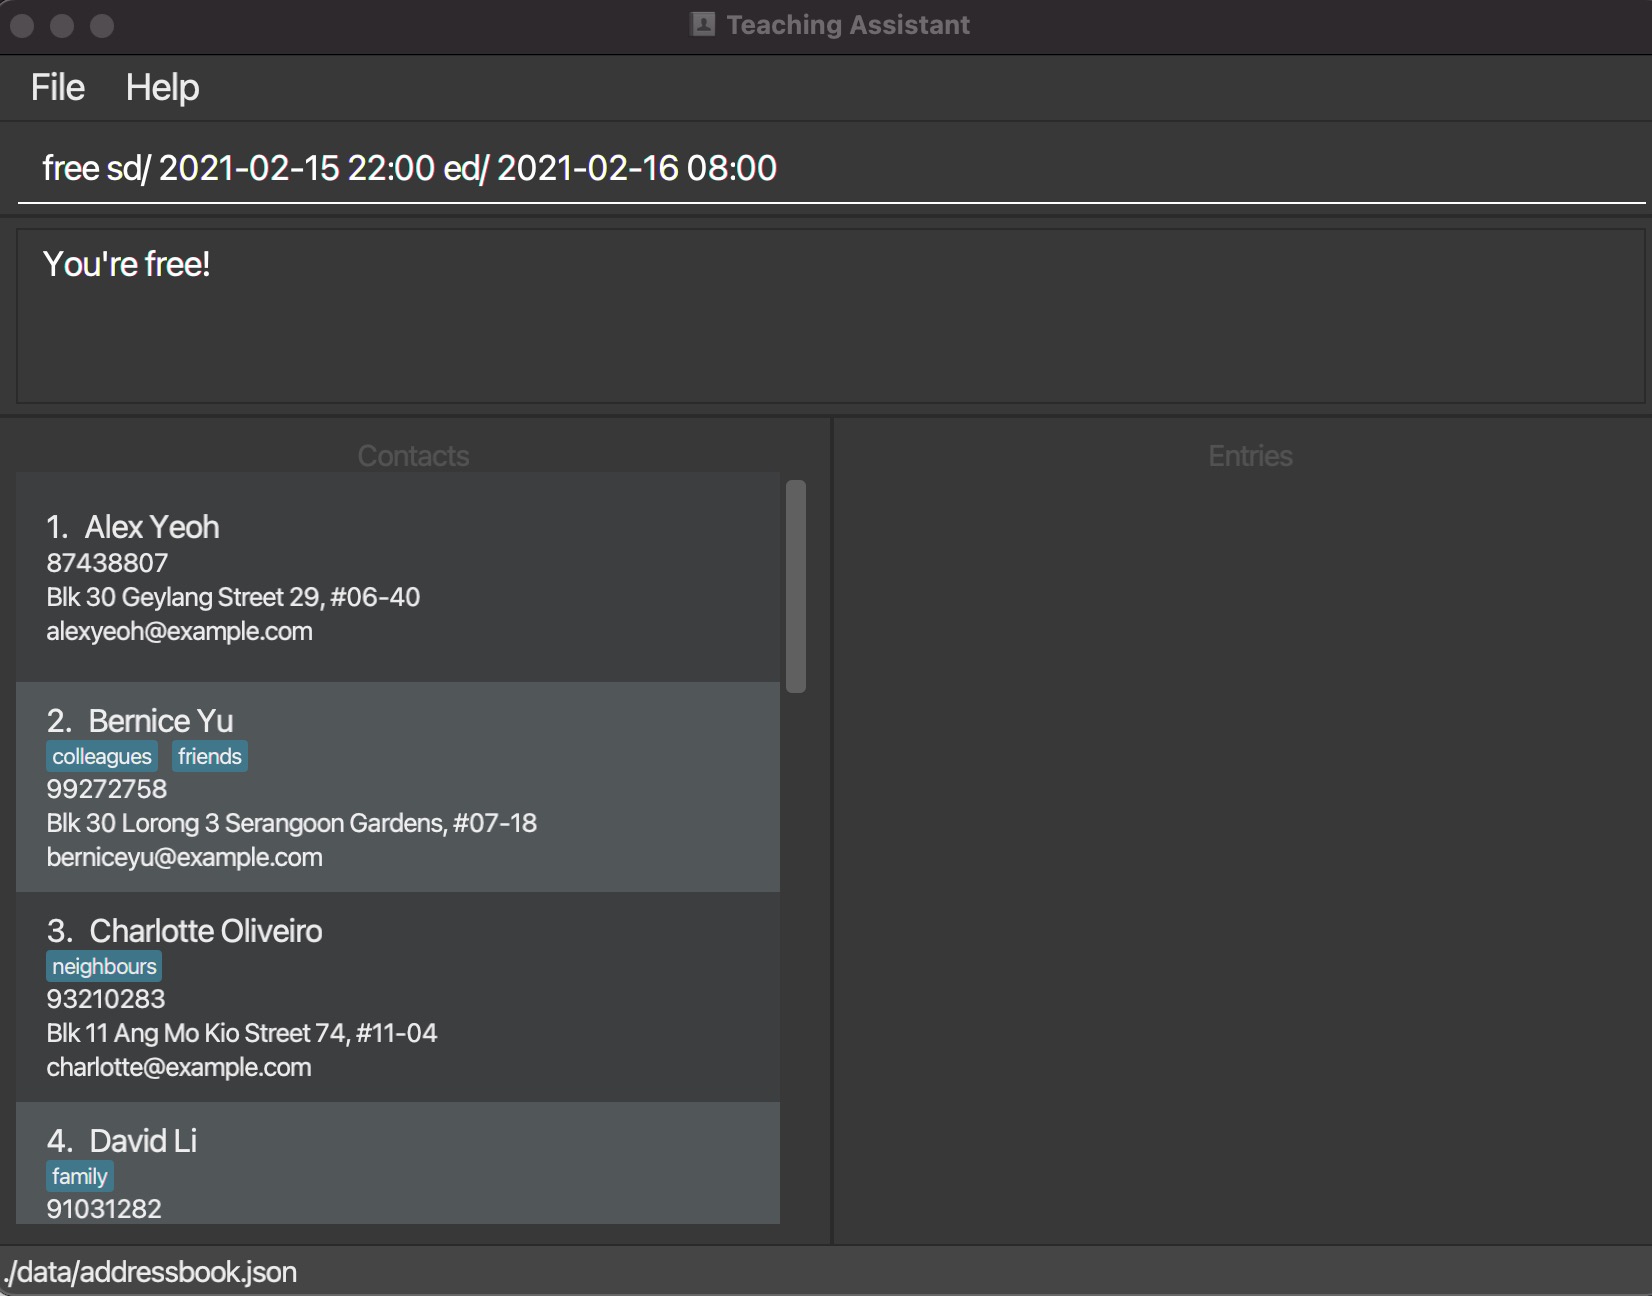 Teaching Assistant
File Help
free sd/ 2021-02-15 22:00 ed/ 2021-02-16 08:00
You're free!
Contacts
1. Alex Yeoh
87438807
Blk 30 Geylang Street 29, #06-40
alexyeoh@example.com
2. Bernice Yu
colleagues friends
99272758
Blk 30 Lorong 3 Serangoon Gardens, #07-18
berniceyu@example.com
3. Charlotte Oliveiro
neighbours
93210283
Blk 11 Ang Mo Kio Street 74, #11-04
charlotte@example.com
4. David Li
family
91031282
Entries
./data/addressbook.json